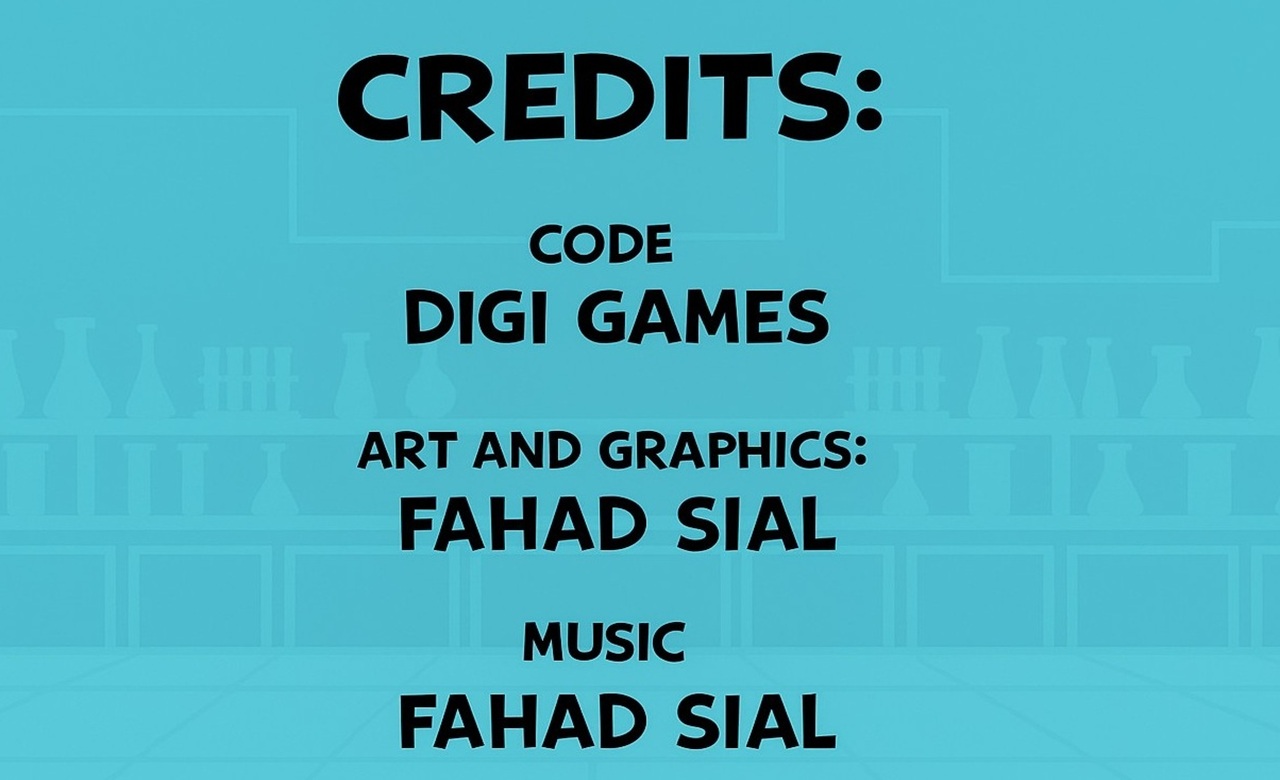 CREDITS:
CODE
DIGI GAMES
ART AND GRAPHICS:
FAHAD SIAL
MUSIC
FAHAD SIAL